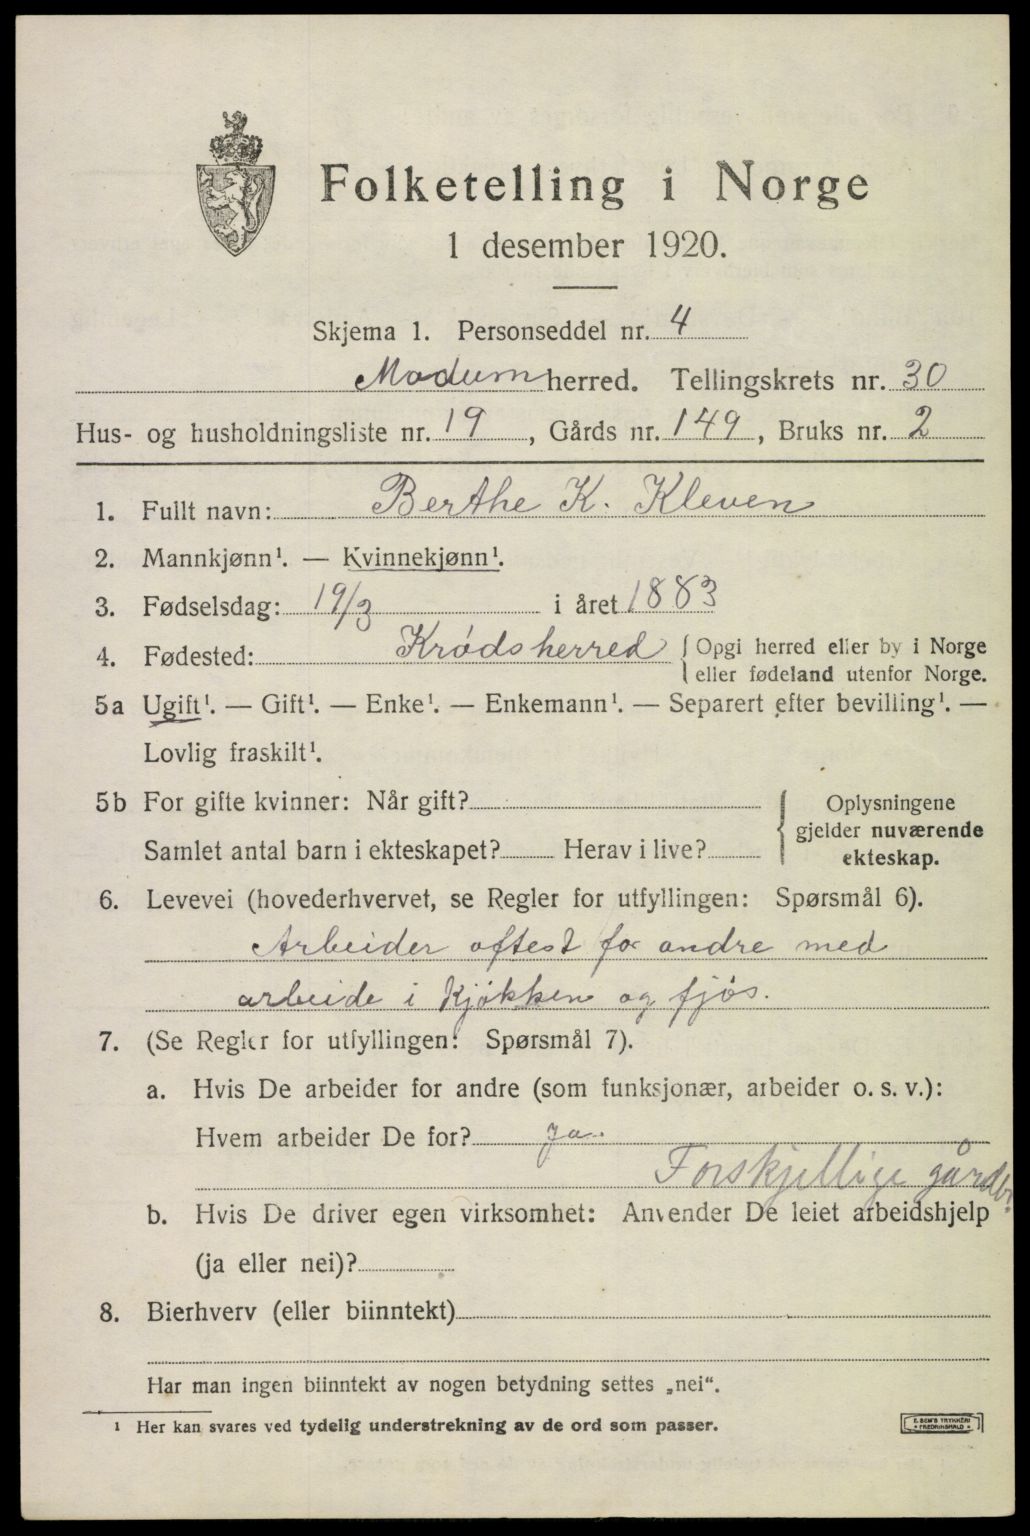 Folketelling i Norge
1 desember 1920.
Skjema 1. Personseddel nr. 4
Modum herred. Tellingskrets nr. 30
Hus- og husholdningsliste nr. 19, Gårds nr. 149, Bruks nr. 2
1. Fullt navn: Berthe K. Kleven
2. Mannkjønn¹. — Kvinnekjønn¹.
3. Fødselsdag: 19/3 i året 1883
4. Fødested: Krødsherred { Opgi herred eller by i Norge
eller fødeland utenfor Norge.
5a Ugift¹. — Gift¹. — Enke¹. — Enkemann¹. — Separert efter bevilling¹. —
Lovlig fraskilt¹.
5b For gifte kvinner: Når gift?
Samlet antal barn i ekteskapet? Herav i live?
{ Oplysningene
gjelder nuværende
ekteskap.
6. Levevei (hovederhvervet, se Regler for utfyllingen: Spørsmål 6).
Arbeider oftest for andre med
arbeide i kjøkken og fjøs.
7. (Se Regler for utfyllingen: Spørsmål 7).
a. Hvis De arbeider for andre (som funksjonær, arbeider o. s. v.):
Hvem arbeider De for? ja.
Forskjellige gårder.
b. Hvis De driver egen virksomhet: Anvender De leiet arbeidshjelp
(ja eller nei)?
8. Bierhverv (eller biinntekt)
Har man ingen biinntekt av nogen betydning settes „nei“.
¹ Her kan svares ved tydelig understrekning av de ord som passer.
E. SEM'S TRYKKERI
FREDRIKSHALD